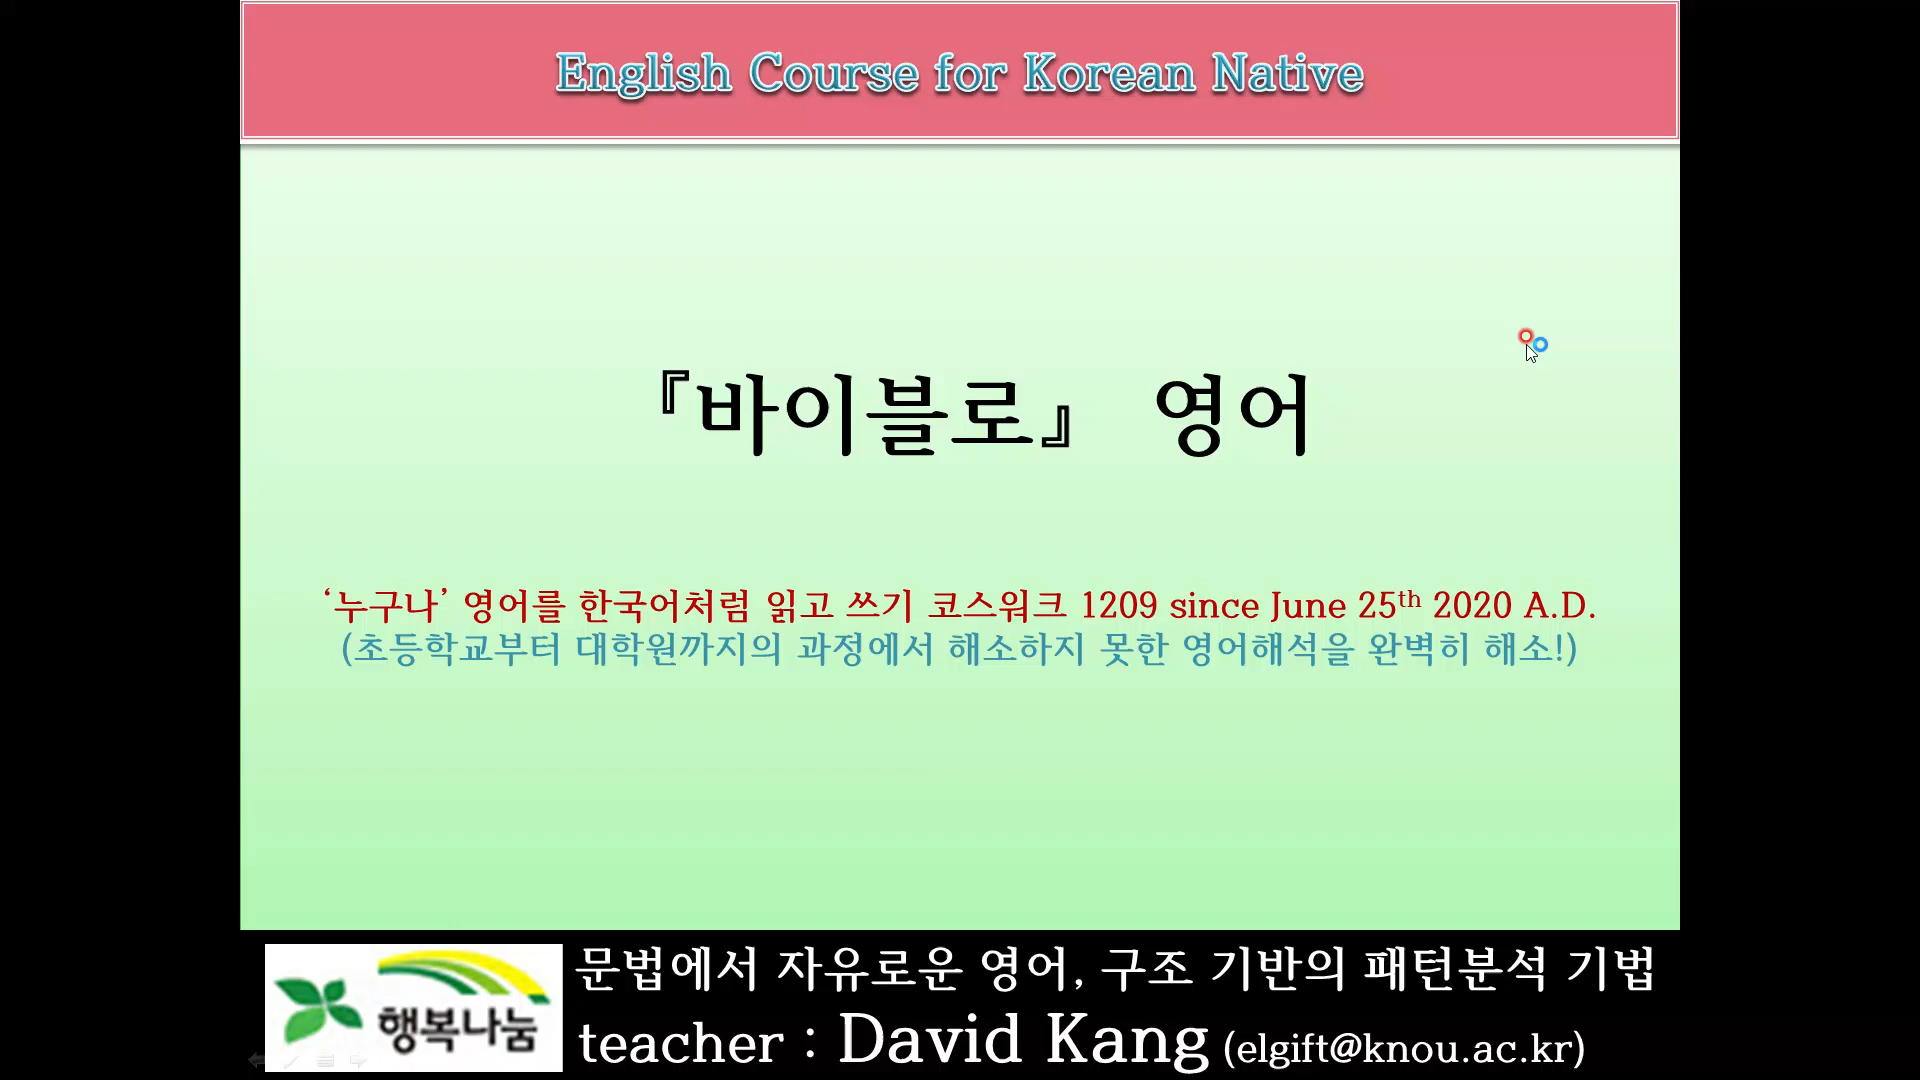 English Course for Korean Native
『바이블로』 영어
‘누구나’ 영어를 한국어처럼 읽고 쓰기 코스워크 1209 since June 25th 2020 A.D.
(초등학교부터 대학원까지의 과정에서 해소하지 못한 영어해석을 완벽히 해소!)
행복나눔
문법에서 자유로운 영어, 구조 기반의 패턴분석 기법
teacher : David Kang (elgift@knou.ac.kr)